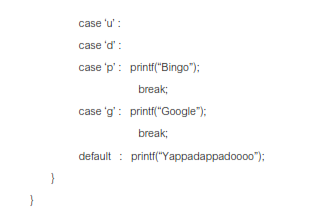 case ‘u’ :
case ‘d’ :
case ‘p’ : printf(“Bingo”);
break;
case ‘g’ : printf(“Google”);
break;
default : printf(“Yappadappadoooo”);
}
}